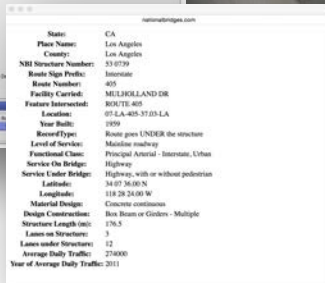 nationalbridges.com
State: CA
Place Name: Los Angeles
County: Los Angeles
NBI Structure Number: 53 0739
Route Sign Prefix: Interstate
Route Number: 405
Facility Carried: MULHOLLAND DR
Feature Intersected: ROUTE 405
Location: 07-LA-405-37.03-LA
Year Built: 1959
RecordType: Route goes UNDER the structure
Level of Service: Mainline roadway
Functional Class: Principal Arterial - Interstate, Urban
Service On Bridge: Highway
Service Under Bridge: Highway, with or without pedestrian
Latitude: 34 07 36.00 N
Longitude: 118 28 24.00 W
Material Design: Concrete continuous
Design Construction: Box Beam or Girders - Multiple
Structure Length (m): 176.5
Lanes on Structure: 3
Lanes under Structure: 12
Average Daily Traffic: 274000
Year of Average Daily Traffic: 2011